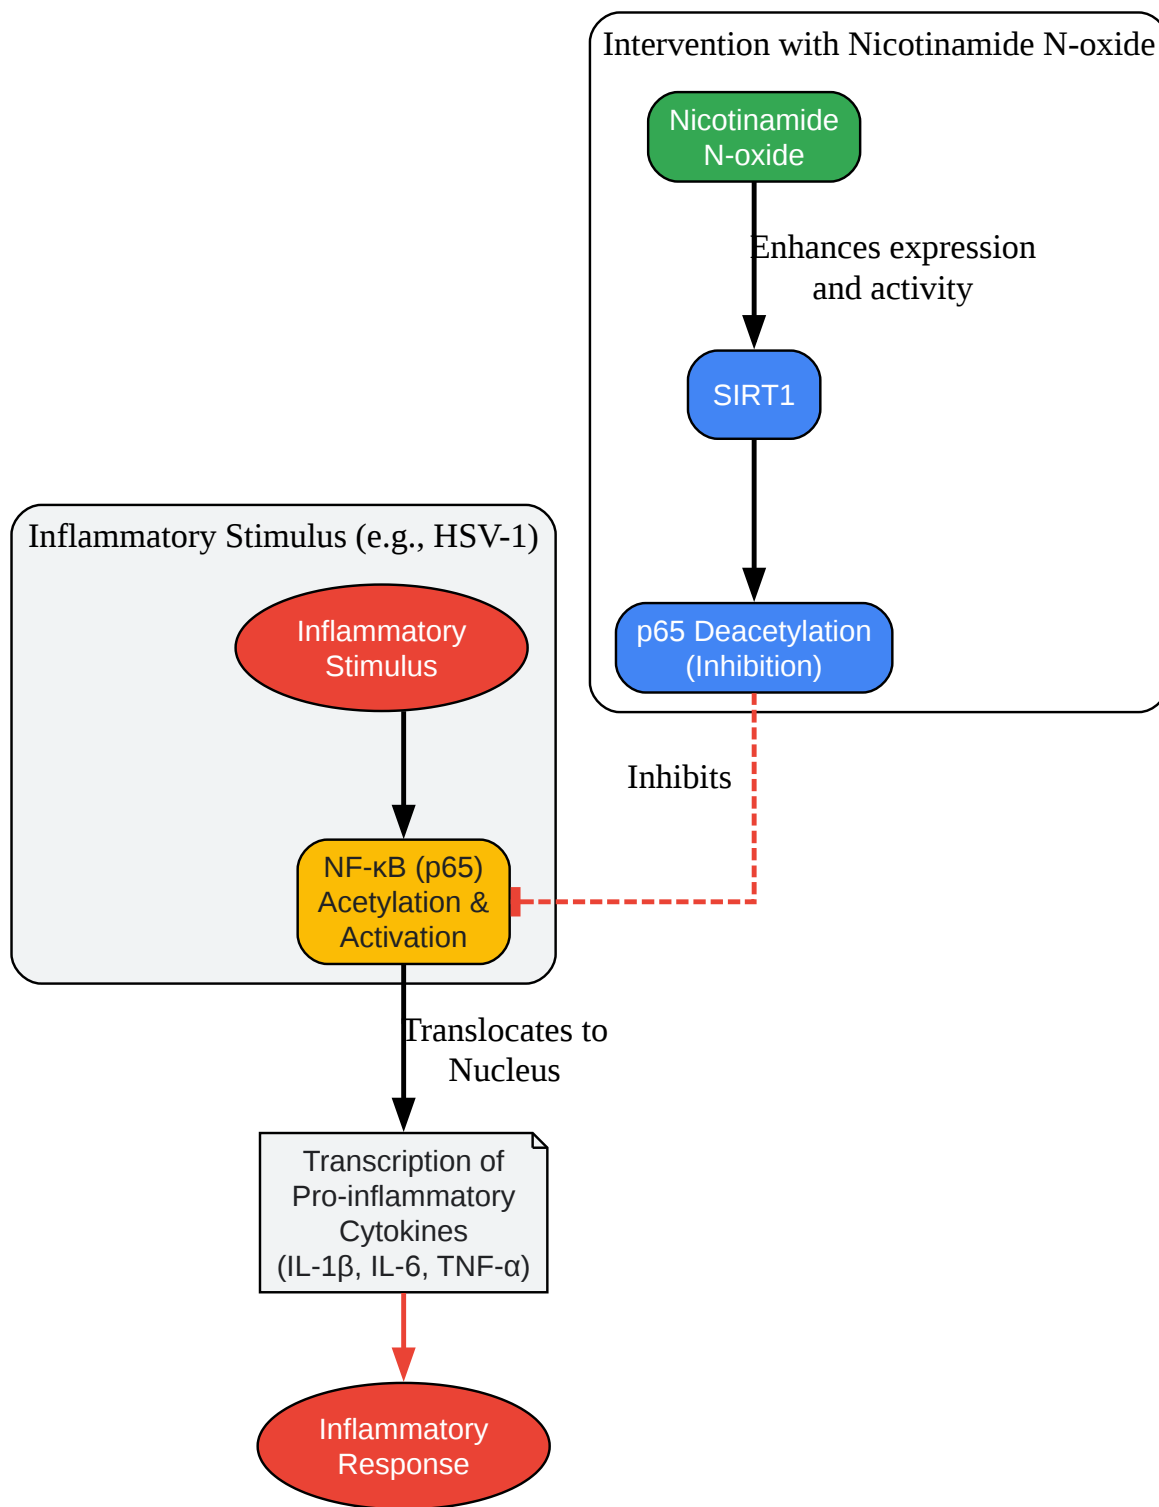 Intervention with Nicotinamide N-oxide
Nicotinamide
N-oxide
Enhances expression
and activity
SIRT1
p65 Deacetylation
(Inhibition)
Inhibits
Inflammatory Stimulus (e.g., HSV-1)
Inflammatory
Stimulus
NF-κB (p65)
Acetylation &
Activation
Translocates to
Nucleus
Transcription of
Pro-inflammatory
Cytokines
(IL-1β, IL-6, TNF-α)
Inflammatory
Response